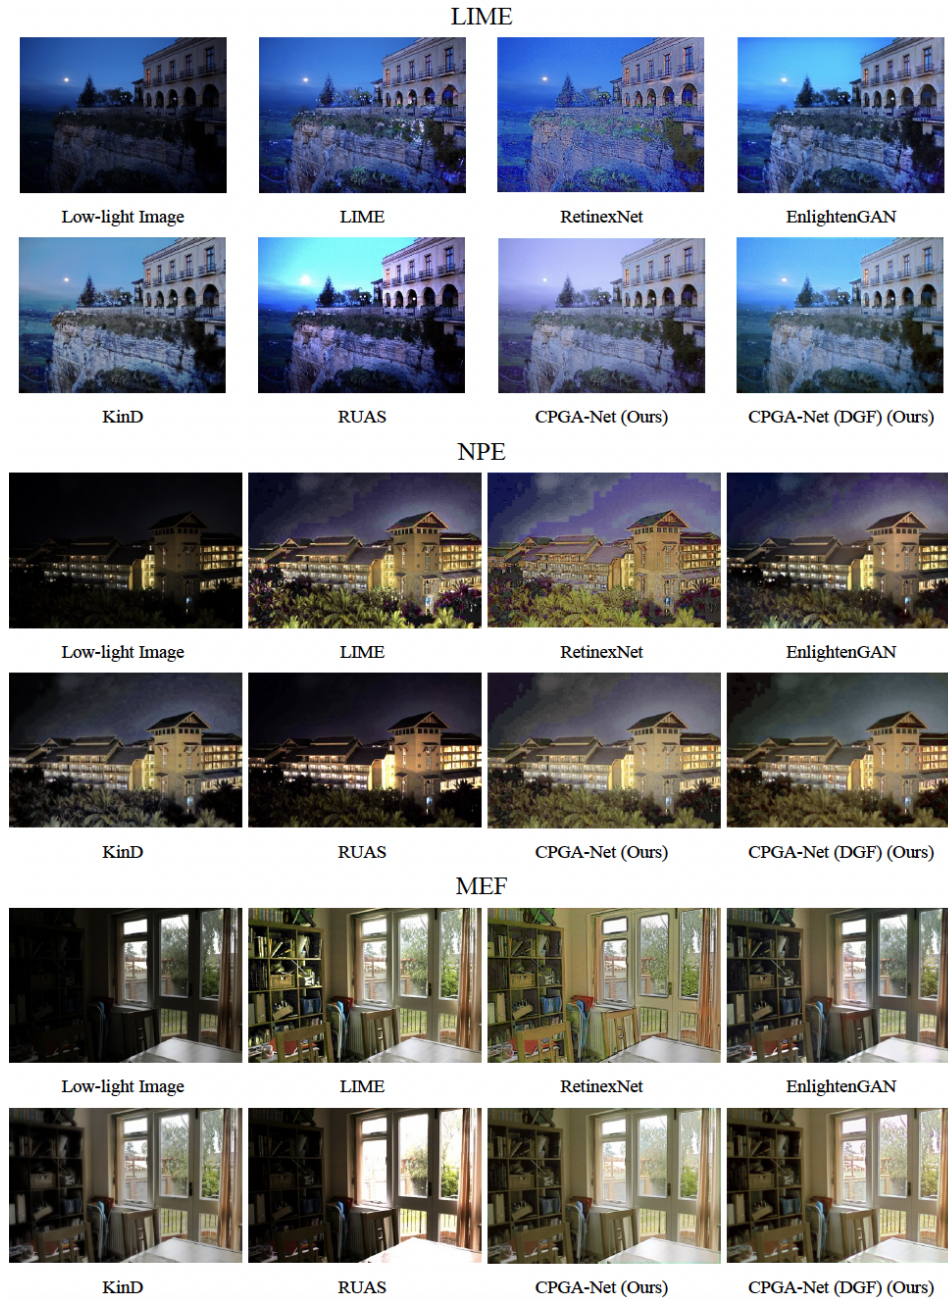 LIME
Low-light Image
LIME
RetinexNet
EnlightenGAN
KinD
RUAS
CPGA-Net (Ours)
CPGA-Net (DGF) (Ours)
NPE
Low-light Image
LIME
RetinexNet
EnlightenGAN
KinD
RUAS
CPGA-Net (Ours)
CPGA-Net (DGF) (Ours)
MEF
Low-light Image
LIME
RetinexNet
EnlightenGAN
KinD
RUAS
CPGA-Net (Ours)
CPGA-Net (DGF) (Ours)